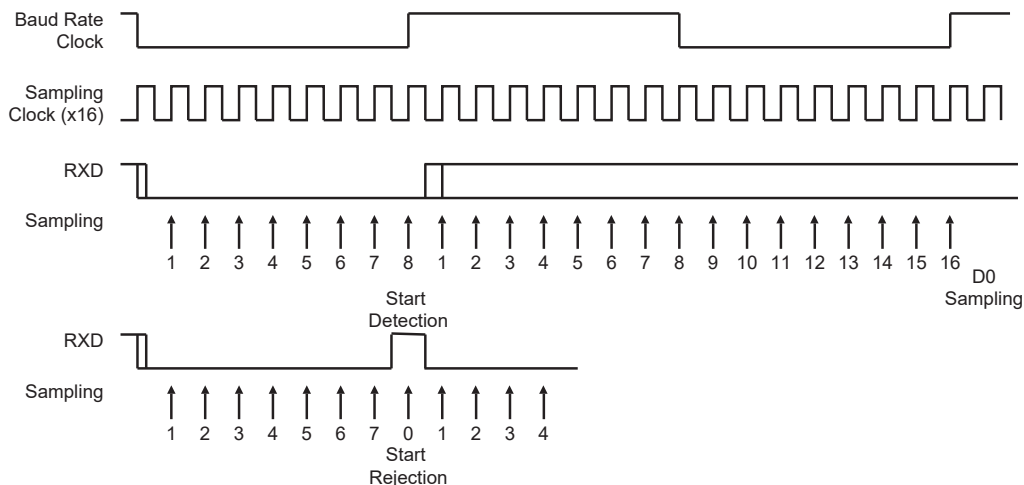 Baud Rate
Clock
Sampling
Clock (x16)
RXD
Sampling
1 2 3 4 5 6 7 8 1 2 3 4 5 6 7 8 9 10 11 12 13 14 15 16
D0
Sampling
Start
Detection
RXD
Sampling
1 2 3 4 5 6 7 0 1 2 3 4
Start
Rejection